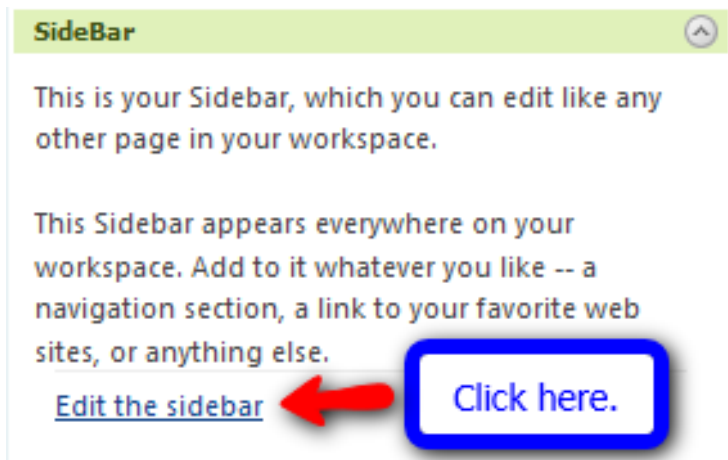 SideBar
This is your Sidebar, which you can edit like any
other page in your workspace.
This Sidebar appears everywhere on your
workspace. Add to it whatever you like -- a
navigation section, a link to your favorite web
sites, or anything else.
Edit the sidebar
Click here.